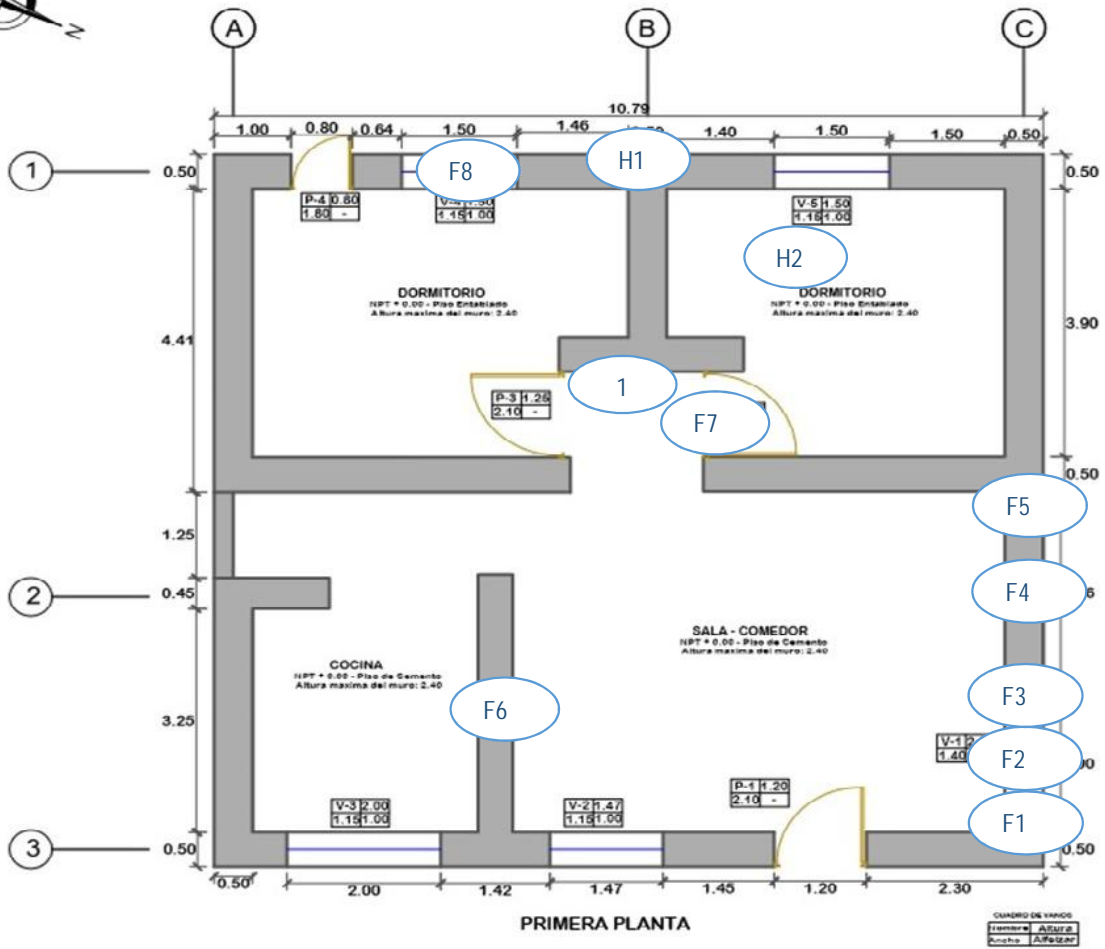 N
A B C
10.79
1.00 0.80 0.64 1.50 1.46 1.40 1.50 1.50 0.50
1 0.50 F8 H1 0.50
P-4 0.80
1.80 -
1.15 1.00
V-5 1.50
1.15 1.00
H2
DORMITORIO
NPT + 0.00 - Piso Entablado
Altura maxima del muro: 2.40
DORMITORIO
NPT + 0.00 - Piso Entablado
Altura maxima del muro: 2.40
4.41 3.90
1
P-3 1.25
2.10 -
F7
0.50
F5
1.25
2 0.45 F4 6
SALA - COMEDOR
NPT + 0.00 - Piso de Cemento
Altura maxima del muro: 2.40
COCINA
NPT + 0.00 - Piso de Cemento
Altura maxima del muro: 2.40
F6 F3
3.25
V-1 2
1.40
F2
P-1 1.20
2.10 -
V-3 2.00
1.15 1.00
V-2 1.47
1.15 1.00
F1
3 0.50 0.50
0.50 2.00 1.42 1.47 1.45 1.20 2.30
PRIMERA PLANTA
CUADRO DE VANOS
Nombre Altura
Ancho Alfeizar